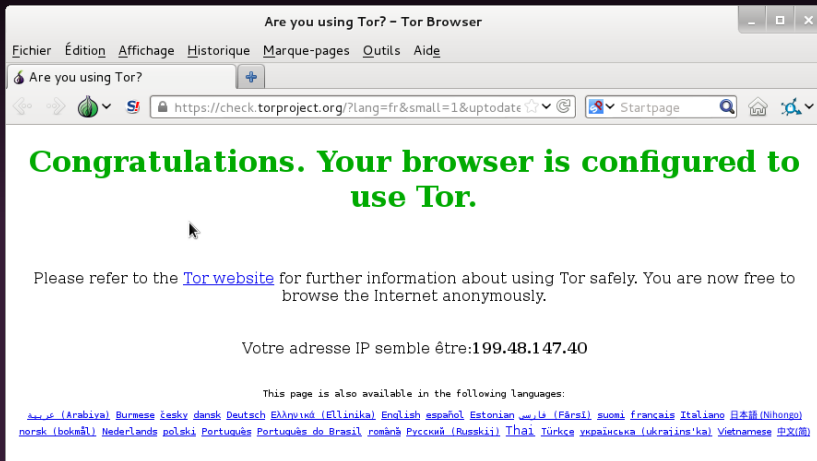 Are you using Tor? – Tor Browser
Fichier Édition Affichage Historique Marque-pages Outils Aide
Are you using Tor?
https://check.torproject.org/?lang=fr&small=1&uptodate Startpage
Congratulations. Your browser is configured to
use Tor.
Please refer to the Tor website for further information about using Tor safely. You are now free to
browse the Internet anonymously.
Votre adresse IP semble être:199.48.147.40
This page is also available in the following languages:
عربية (Arabiya) Burmese česky dansk Deutsch Ελληνικά (Ellinika) English español Estonian فارسی (Fārsī) suomi français Italiano 日本語 (Nihongo)
norsk (bokmål) Nederlands polski Português Português do Brasil română Русский (Russkij) Thai Türkçe українська (ukrajins'ka) Vietnamese 中文(简)